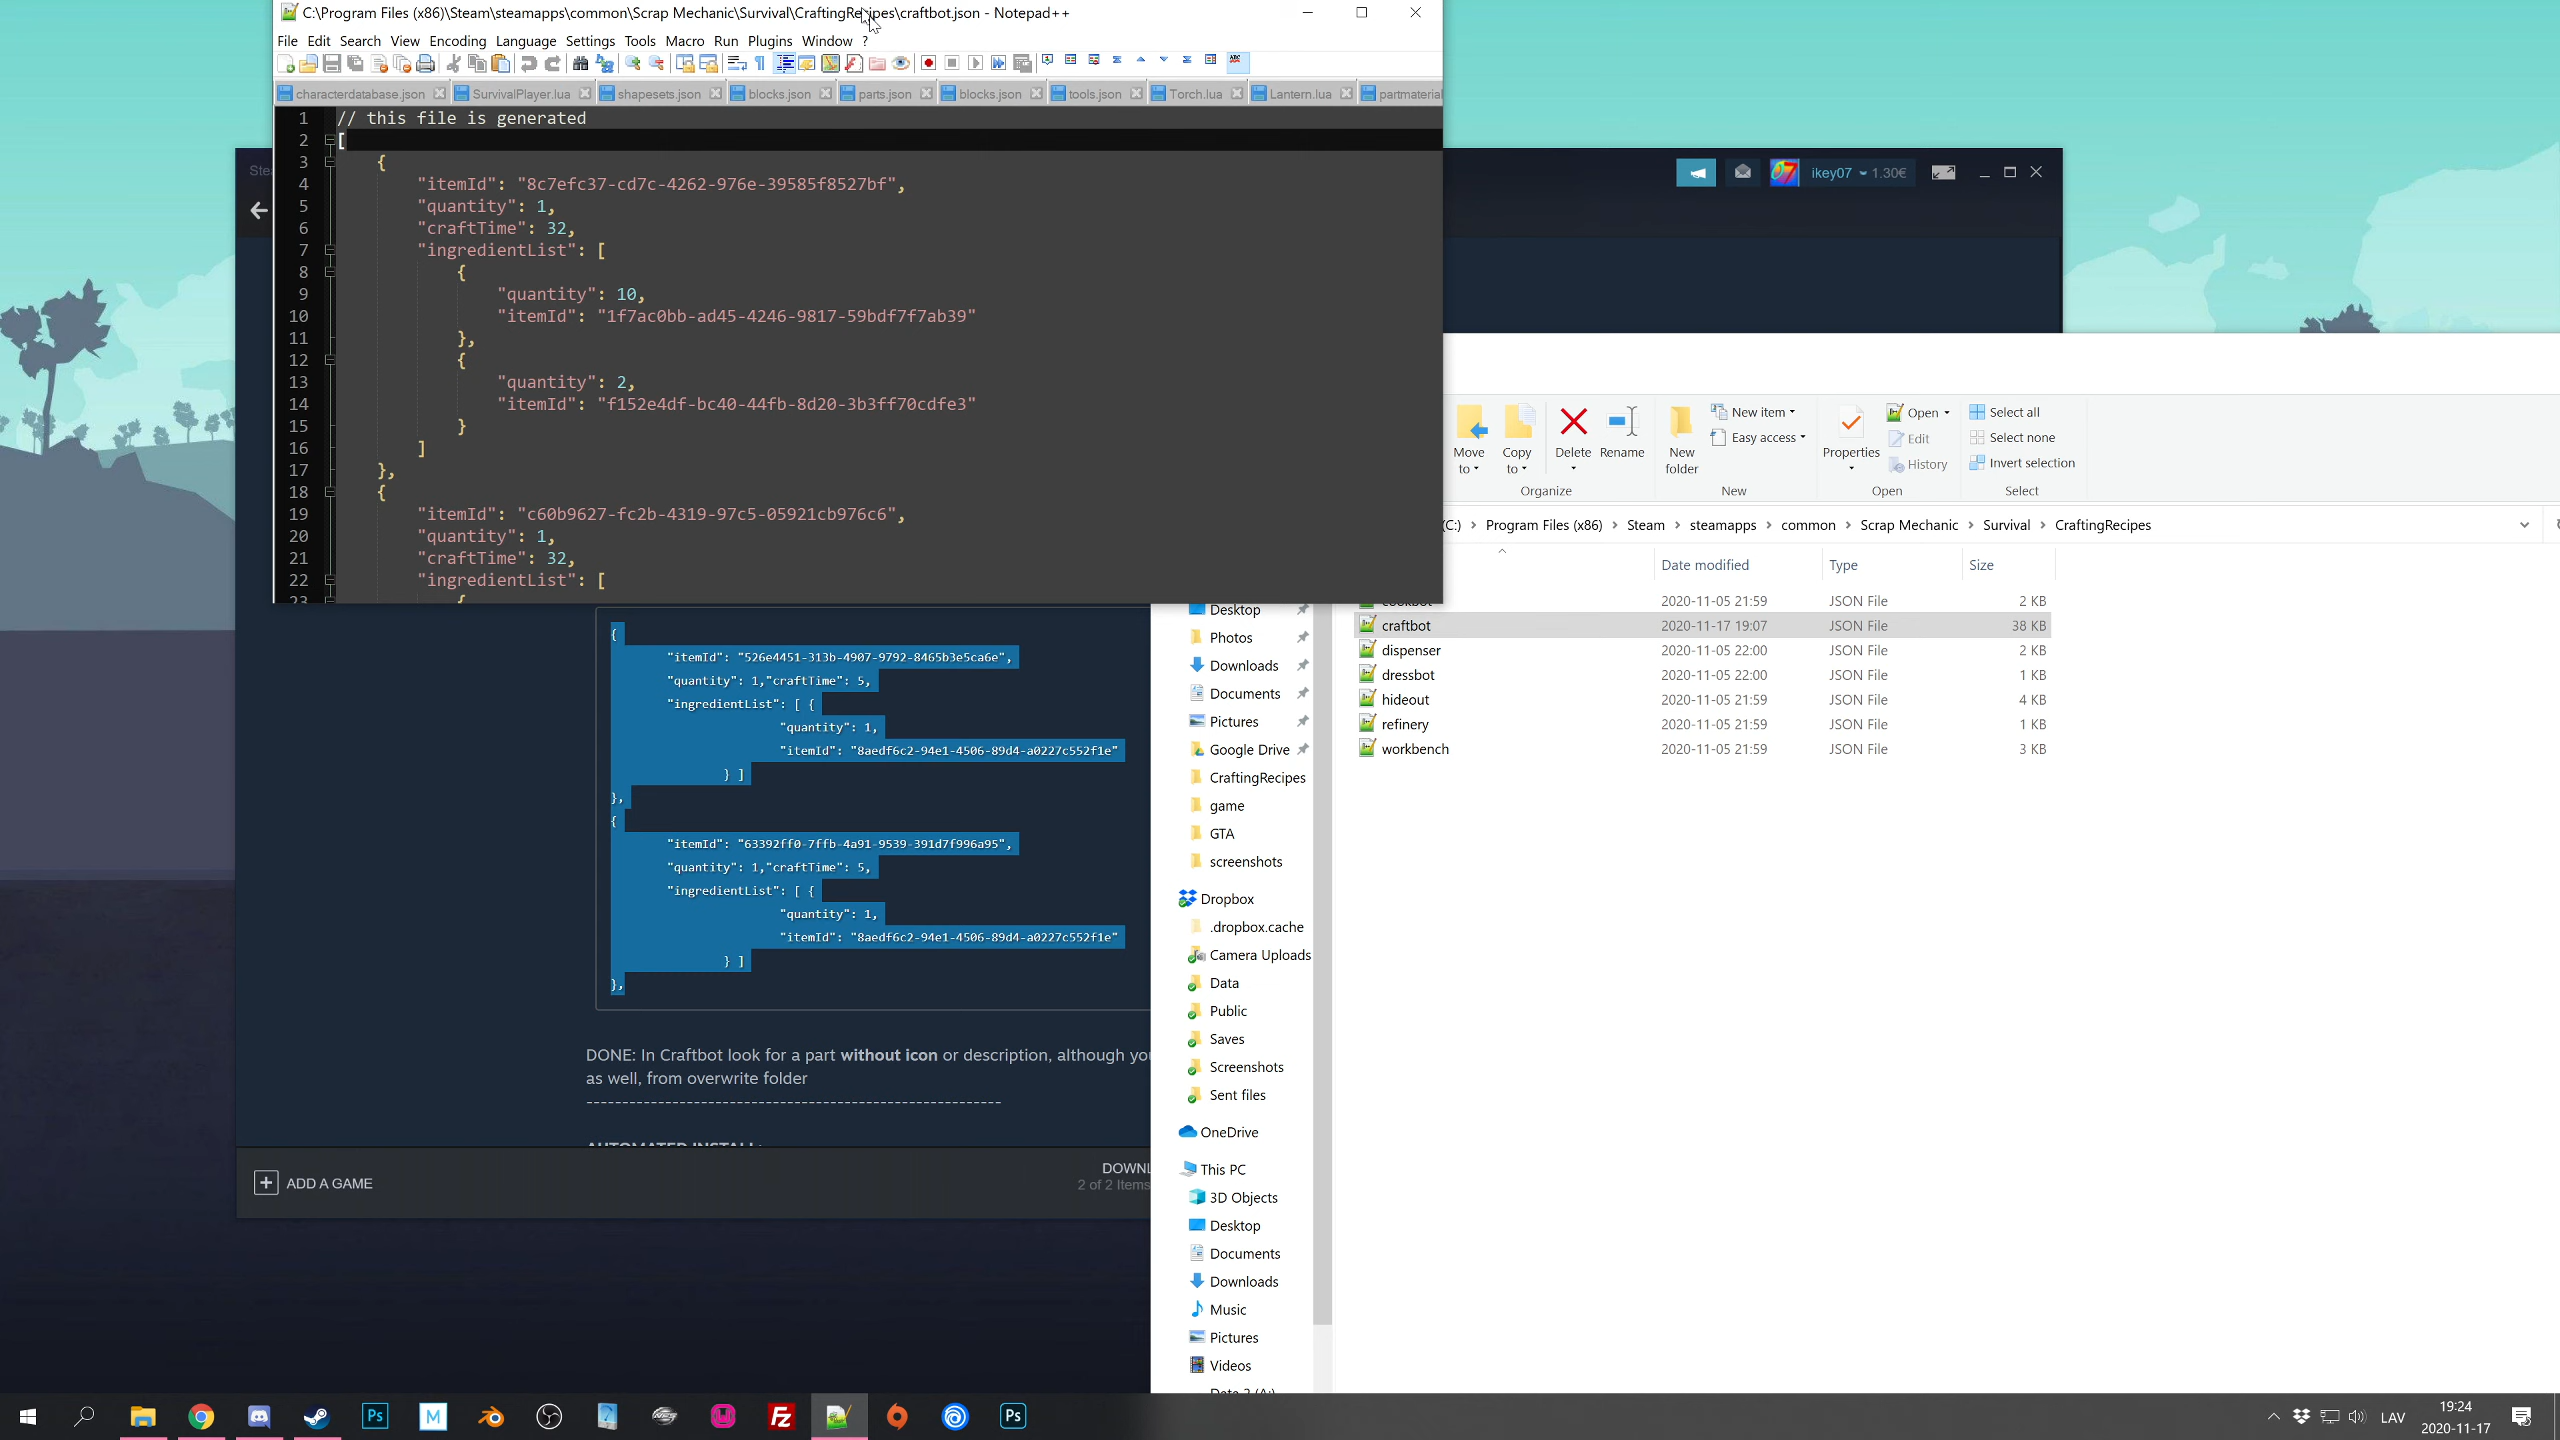 C:\Program Files (x86)\Steam\steamapps\common\Scrap Mechanic\Survival\CraftingRecipes\craftbot.json - Notepad++
File Edit Search View Encoding Language Settings Tools Macro Run Plugins Window ?
characterdatabase.json SurvivalPlayer.lua shapesets.json blocks.json parts.json blocks.json tools.json Torch.lua Lantern.lua partmaterial
1 // this file is generated
2 [
3 {
4 "itemId": "8c7efc37-cd7c-4262-976e-39585f8527bf",
5 "quantity": 1,
6 "craftTime": 32,
7 "ingredientList": [
8 {
9 "quantity": 10,
10 "itemId": "1f7ac0bb-ad45-4246-9817-59bdf7f7ab39"
11 },
12 {
13 "quantity": 2,
14 "itemId": "f152e4df-bc40-44fb-8d20-3b3ff70cdfe3"
15 }
16 ]
17 },
18 {
19 "itemId": "c60b9627-fc2b-4319-97c5-05921cb976c6",
20 "quantity": 1,
21 "craftTime": 32,
22 "ingredientList": [
23 {
Ste
ikey07 1.30€
{
"itemId": "526e4451-313b-4907-9792-8465b3e5ca6e",
"quantity": 1,"craftTime": 5,
"ingredientList": [ {
"quantity": 1,
"itemId": "8aedf6c2-94e1-4506-89d4-a0227c552f1e"
} ]
},
{
"itemId": "63392ff0-7ffb-4a91-9539-391d7f996a95",
"quantity": 1,"craftTime": 5,
"ingredientList": [ {
"quantity": 1,
"itemId": "8aedf6c2-94e1-4506-89d4-a0227c552f1e"
} ]
},
DONE: In Craftbot look for a part without icon or description, although you
as well, from overwrite folder
---------------------------------------------------------
AUTOMATED INSTALL:
ADD A GAME
DOWNL
2 of 2 Items
Move to Copy to Delete Rename New folder New item Easy access Properties Open Edit History Select all Select none Invert selection
Organize New Open Select
(C:) Program Files (x86) Steam steamapps common Scrap Mechanic Survival CraftingRecipes
Date modified Type Size
cookbot 2020-11-05 21:59 JSON File 2 KB
craftbot 2020-11-17 19:07 JSON File 38 KB
dispenser 2020-11-05 22:00 JSON File 2 KB
dressbot 2020-11-05 22:00 JSON File 1 KB
hideout 2020-11-05 21:59 JSON File 4 KB
refinery 2020-11-05 21:59 JSON File 1 KB
workbench 2020-11-05 21:59 JSON File 3 KB
Desktop
Photos
Downloads
Documents
Pictures
Google Drive
CraftingRecipes
game
GTA
screenshots
Dropbox
.dropbox.cache
Camera Uploads
Data
Public
Saves
Screenshots
Sent files
OneDrive
This PC
3D Objects
Desktop
Documents
Downloads
Music
Pictures
Videos
Ps M Fz Ps
LAV
19:24
2020-11-17